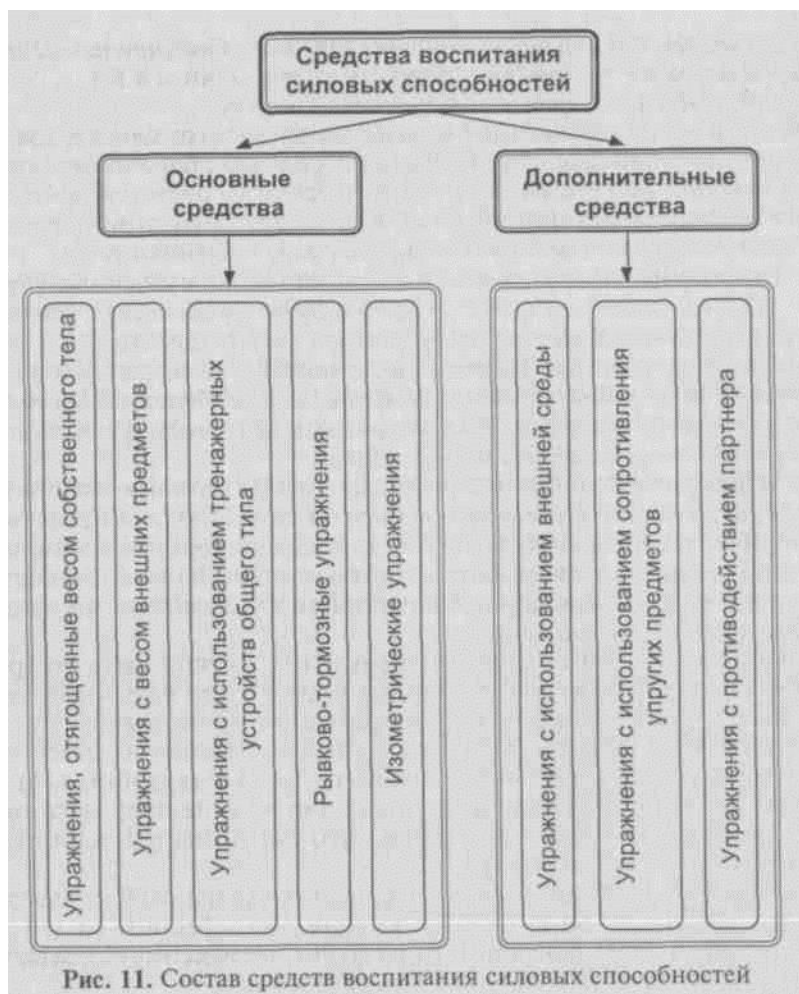 Средства воспитания
силовых способностей
Основные
средства
Дополнительные
средства
Упражнения, отягощенные весом собственного тела
Упражнения с весом внешних предметов
Упражнения с использованием тренажерных
устройств общего типа
Рывково-тормозные упражнения
Изометрические упражнения
Упражнения с использованием внешней среды
Упражнения с использованием сопротивления
упругих предметов
Упражнения с противодействием партнера
Рис. 11. Состав средств воспитания силовых способностей